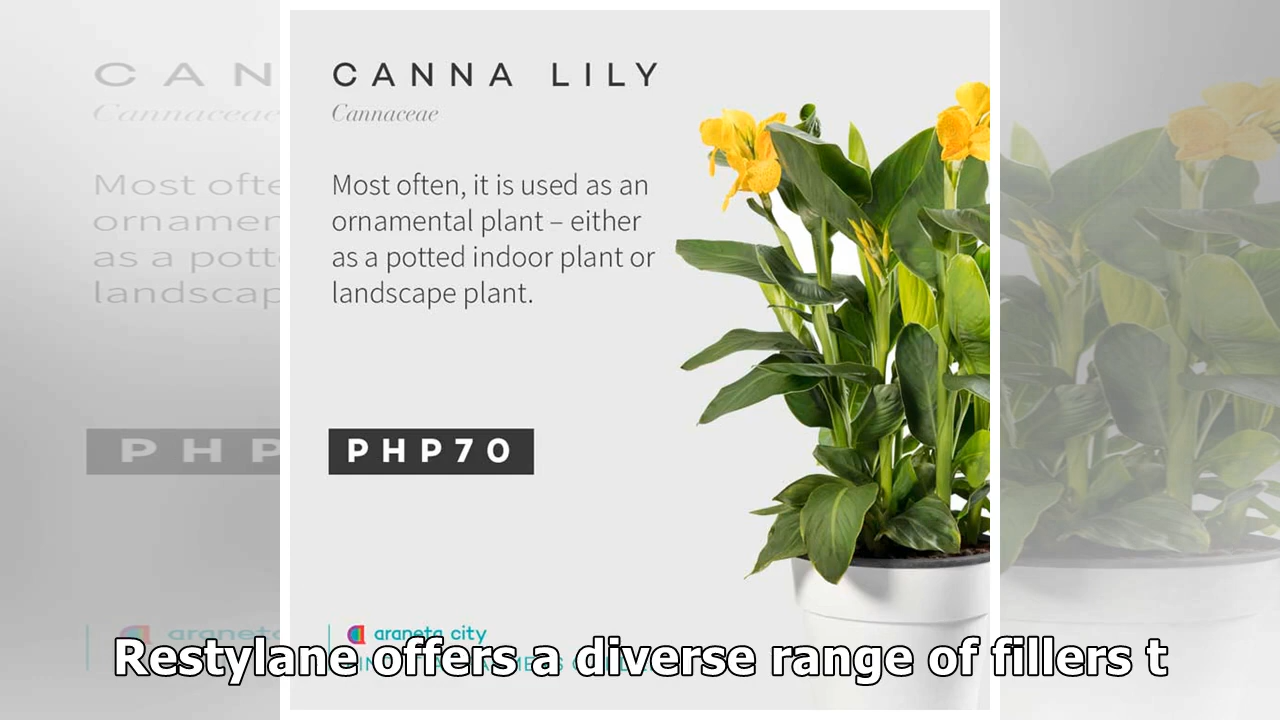 CANNA LILY
Cannaceae
Most often, it is used as an
ornamental plant – either
as a potted indoor plant or
landscape plant.
PHP70
araneta city
Restylane offers a diverse range of fillers t